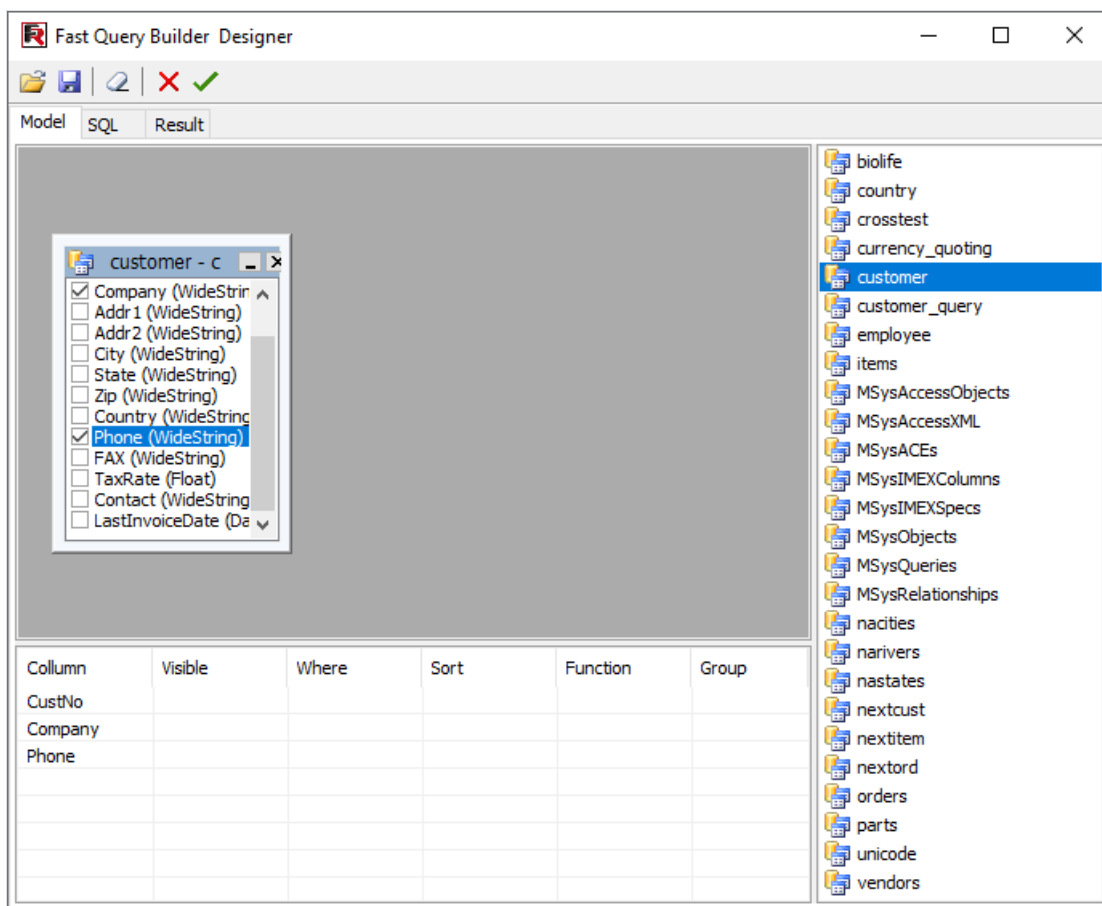 Fast Query Builder Designer
Model SQL Result
customer - c
Company (WideStrin
Addr1 (WideString)
Addr2 (WideString)
City (WideString)
State (WideString)
Zip (WideString)
Country (WideString
Phone (WideString)
FAX (WideString)
TaxRate (Float)
Contact (WideString
LastInvoiceDate (Da
Collumn Visible Where Sort Function Group
CustNo
Company
Phone
biolife
country
crosstest
currency_quoting
customer
customer_query
employee
items
MSysAccessObjects
MSysAccessXML
MSysACEs
MSysIMEXColumns
MSysIMEXSpecs
MSysObjects
MSysQueries
MSysRelationships
nacities
narivers
nastates
nextcust
nextitem
nextord
orders
parts
unicode
vendors